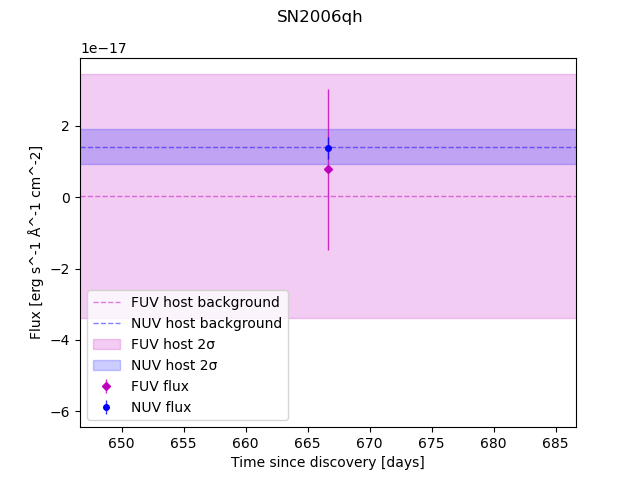 SN2006qh
1e−17
2
0
−2
−4
−6
Flux [erg s^-1 Å^-1 cm^-2]
FUV host background
NUV host background
FUV host 2σ
NUV host 2σ
FUV flux
NUV flux
650 655 660 665 670 675 680 685
Time since discovery [days]